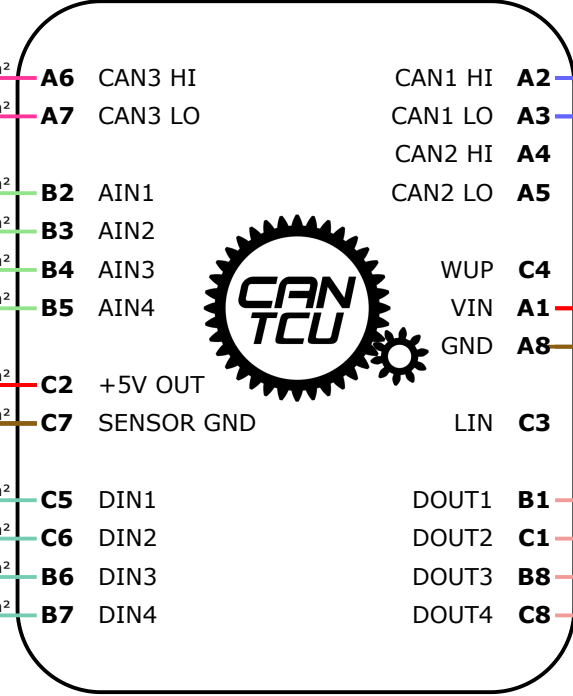 A6 CAN3 HI CAN1 HI A2
A7 CAN3 LO CAN1 LO A3
CAN2 HI A4
B2 AIN1 CAN2 LO A5
B3 AIN2
B4 AIN3 WUP C4
B5 AIN4 VIN A1
GND A8
CAN
TCU
C2 +5V OUT
C7 SENSOR GND LIN C3
C5 DIN1 DOUT1 B1
C6 DIN2 DOUT2 C1
B6 DIN3 DOUT3 B8
B7 DIN4 DOUT4 C8